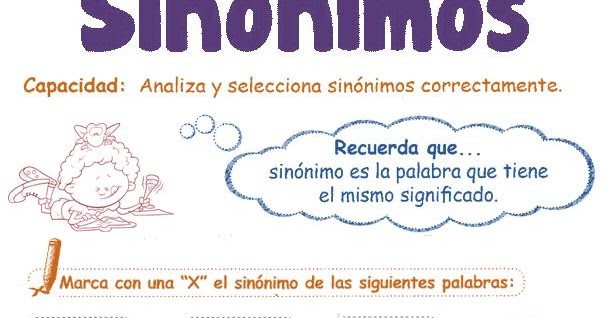 Sinónimos
Capacidad: Analiza y selecciona sinónimos correctamente.
Recuerda que...
sinónimo es la palabra que tiene
el mismo significado.
Marca con una "X" el sinónimo de las siguientes palabras: